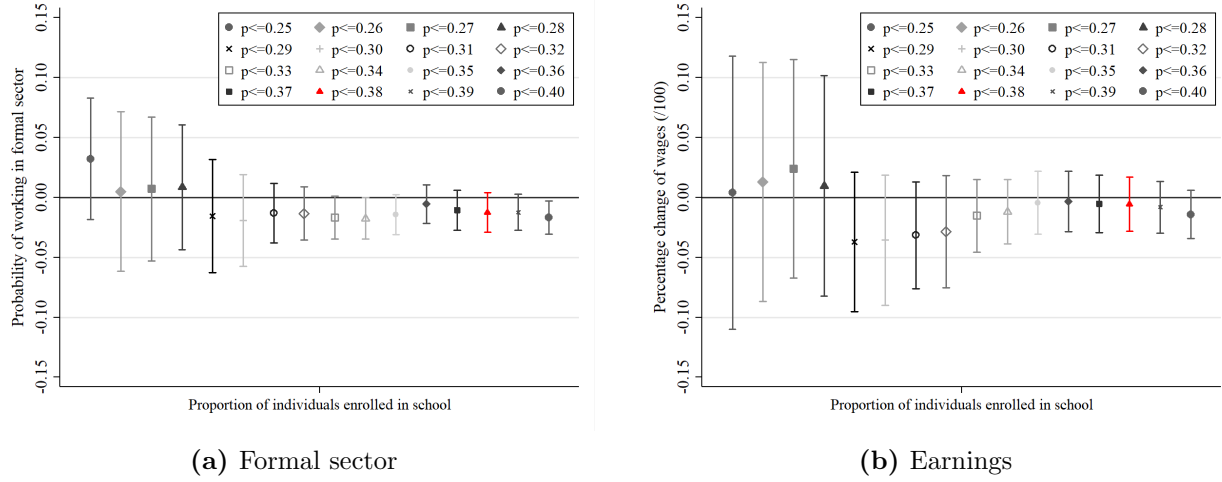 0.15
0.10
0.05
0.00
-0.05
-0.10
-0.15
Probability of working in formal sector
p<=0.25 p<=0.26 p<=0.27 p<=0.28
p<=0.29 p<=0.30 p<=0.31 p<=0.32
p<=0.33 p<=0.34 p<=0.35 p<=0.36
p<=0.37 p<=0.38 p<=0.39 p<=0.40
Proportion of individuals enrolled in school
(a) Formal sector
0.15
0.10
0.05
0.00
-0.05
-0.10
-0.15
Percentage change of wages (/100)
p<=0.25 p<=0.26 p<=0.27 p<=0.28
p<=0.29 p<=0.30 p<=0.31 p<=0.32
p<=0.33 p<=0.34 p<=0.35 p<=0.36
p<=0.37 p<=0.38 p<=0.39 p<=0.40
Proportion of individuals enrolled in school
(b) Earnings